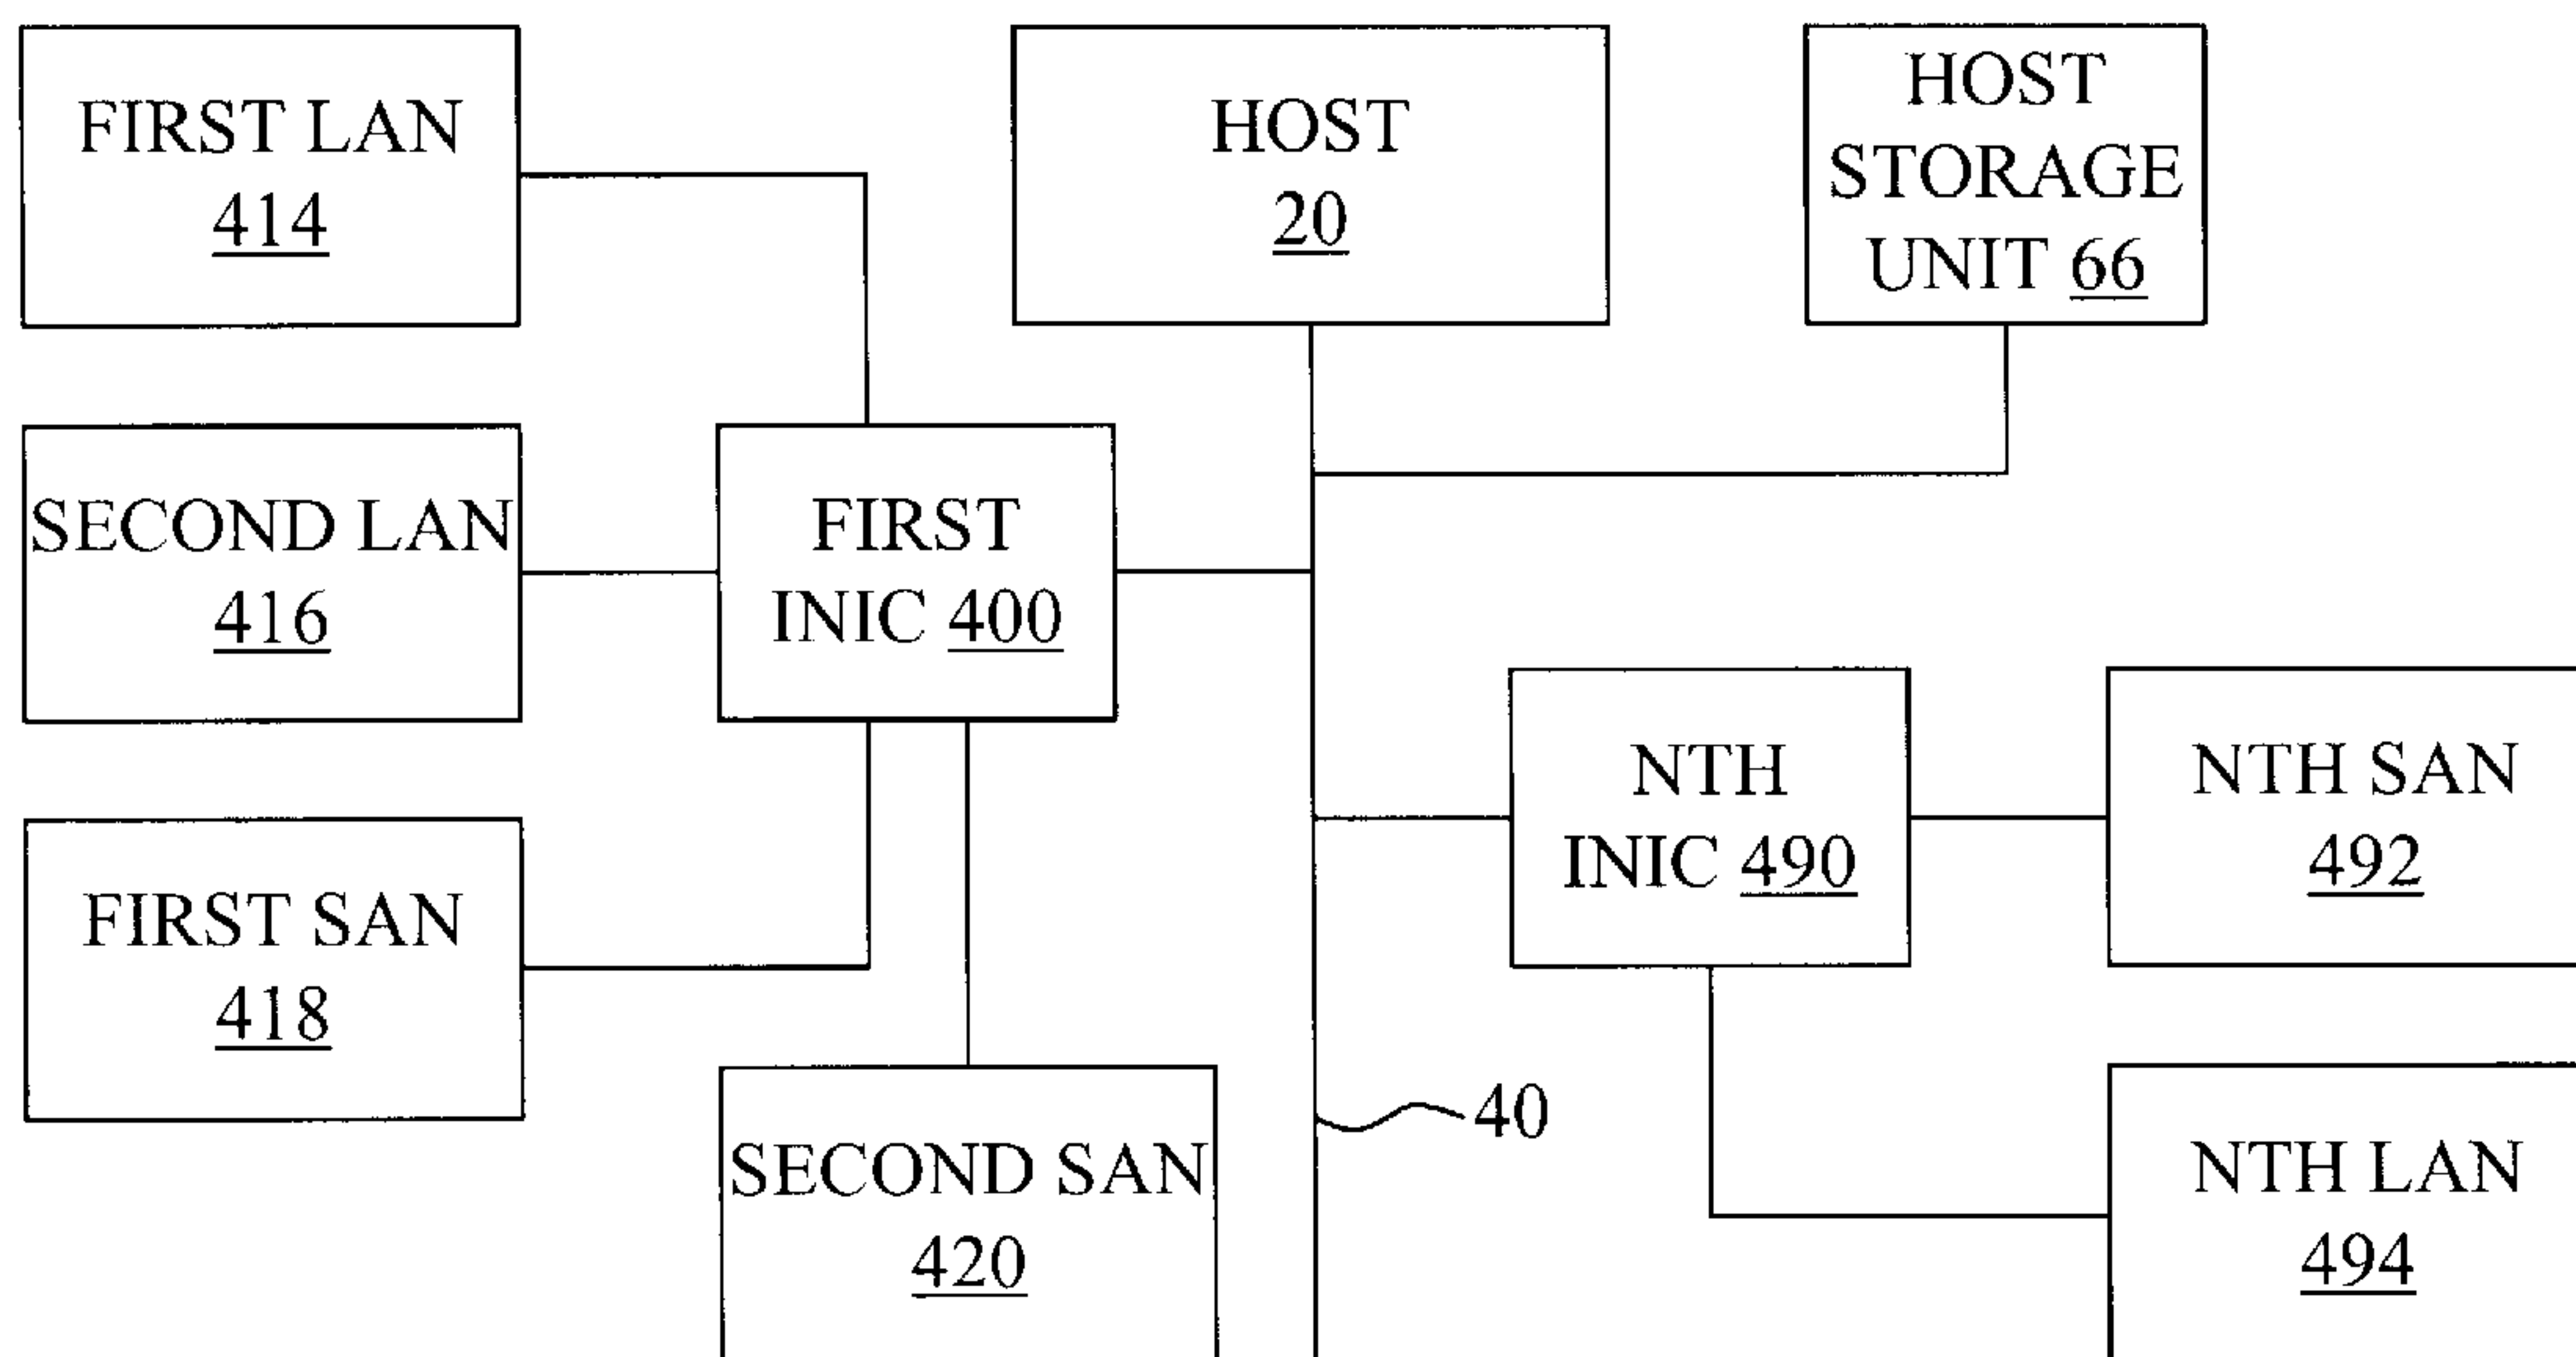 FIRST LAN
414
HOST
20
HOST
STORAGE
UNIT 66
SECOND LAN
416
FIRST
INIC 400
NTH
INIC 490
NTH SAN
492
FIRST SAN
418
SECOND SAN
420
40
NTH LAN
494